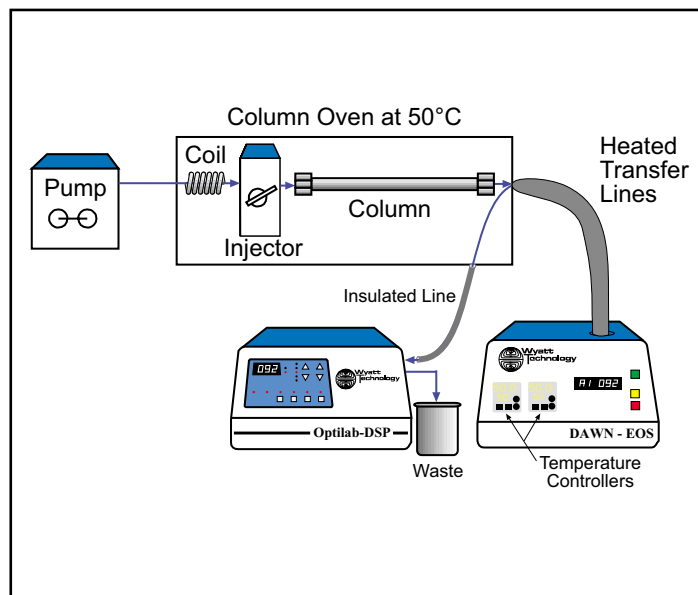 Column Oven at 50°C
Coil
Pump
Injector
Column
Heated
Transfer
Lines
Insulated Line
092
Wyatt
Technology
Optilab-DSP
Waste
Wyatt
Technology
A1 092
DAWN - EOS
Temperature
Controllers